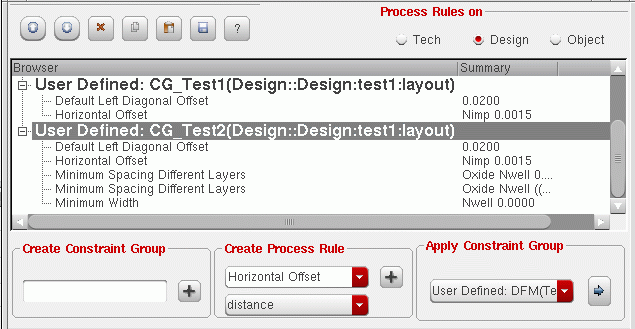 Process Rules on
?
Tech Design Object
Browser Summary
User Defined: CG_Test1(Design::Design:test1:layout)
Default Left Diagonal Offset 0.0200
Horizontal Offset Nimp 0.0015
User Defined: CG_Test2(Design::Design:test1:layout)
Default Left Diagonal Offset 0.0200
Horizontal Offset Nimp 0.0015
Minimum Spacing Different Layers Oxide Nwell 0....
Minimum Spacing Different Layers Oxide Nwell ((...
Minimum Width Nwell 0.0000
Create Constraint Group Create Process Rule Apply Constraint Group
Horizontal Offset
User Defined: DFM(Te
distance